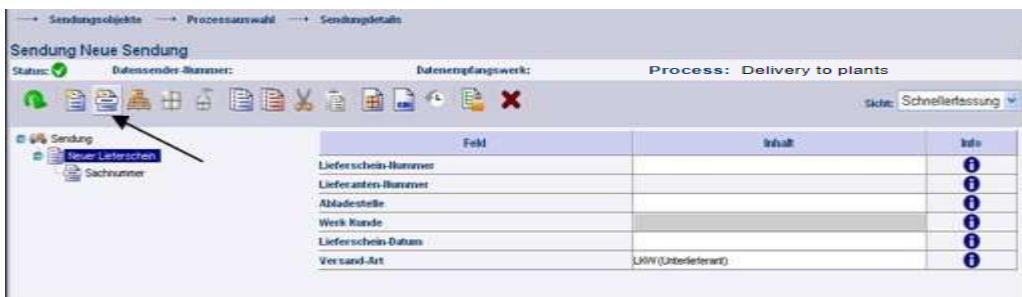 Sendungsobjekte Prozessauswahl Sendungdetails
Sendung Neue Sendung
Status: Datensender-Nummer: Datenempfangswerk: Process: Delivery to plants
Sicht: Schnellerfassung
Sendung
Neuer Lieferschein
Sachnummer
Feld Inhalt Info
Lieferschein-Nummer
Lieferanten-Nummer
Abladestelle
Werk Kunde
Lieferschein-Datum
Versand-Art LKW (Unterlieferant)